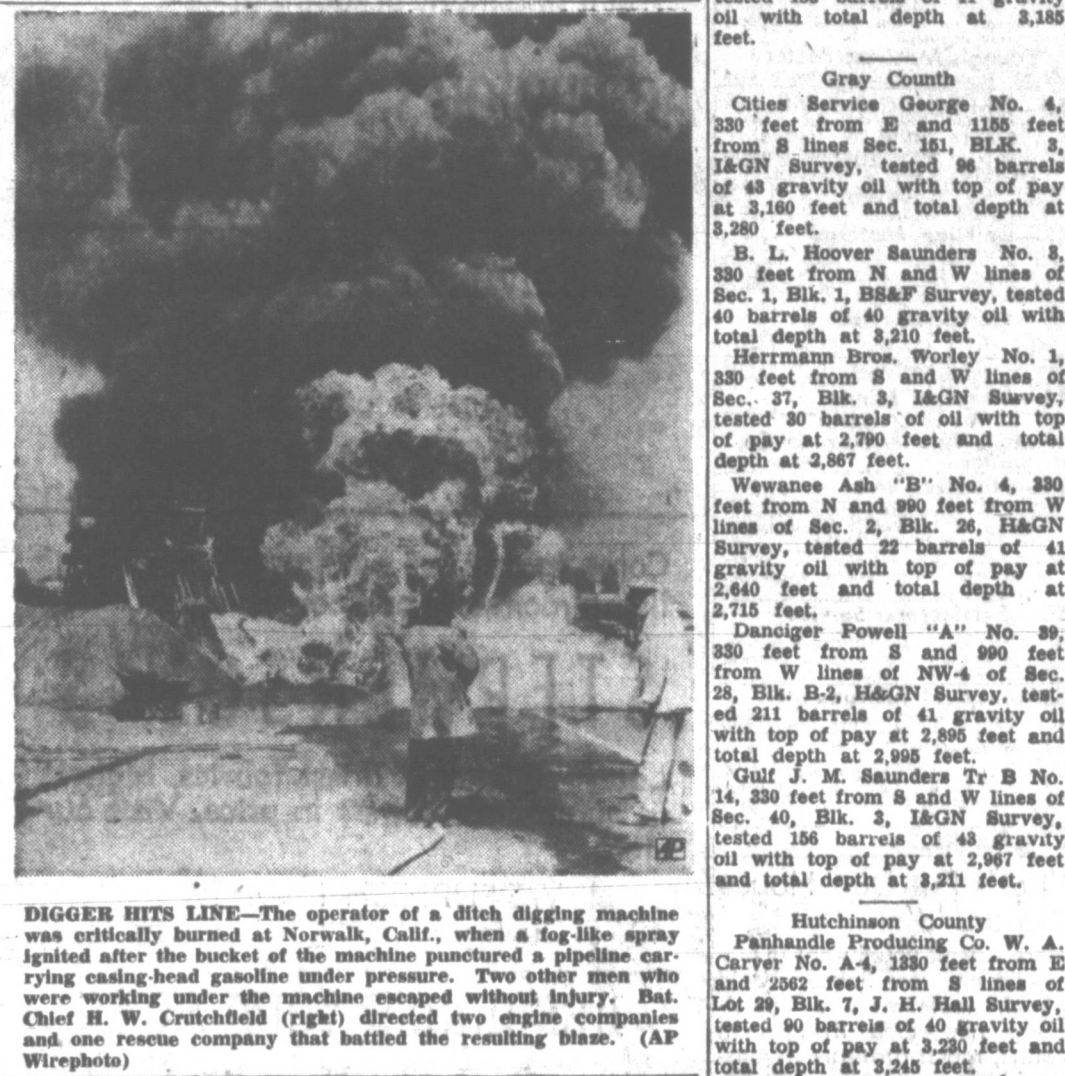 AP
DIGGER HITS LINE—The operator of a ditch digging machine
was critically burned at Norwalk, Calif., when a fog-like spray
ignited after the bucket of the machine punctured a pipeline car-
rying casing-head gasoline under pressure. Two other men who
were working under the machine escaped without injury. Bat.
Chief H. W. Crutchfield (right) directed two engine companies
and one rescue company that battled the resulting blaze. (AP
Wirephoto)
oil with total depth at 3,185
feet.
Gray Counth
Cities Service George No. 4,
330 feet from E and 1155 feet
from S lines Sec. 151, BLK. 3,
I&GN Survey, tested 96 barrels
of 43 gravity oil with top of pay
at 3,160 feet and total depth at
3,280 feet.
B. L. Hoover Saunders No. 3,
330 feet from N and W lines of
Sec. 1, Blk. 1, BS&F Survey, tested
40 barrels of 40 gravity oil with
total depth at 3,210 feet.
Herrmann Bros. Worley No. 1,
330 feet from S and W lines of
Sec. 37, Blk. 3, I&GN Survey,
tested 30 barrels of oil with top
of pay at 2,790 feet and total
depth at 2,867 feet.
Wewanee Ash "B" No. 4, 330
feet from N and 990 feet from W
lines of Sec. 2, Blk. 26, H&GN
Survey, tested 22 barrels of 41
gravity oil with top of pay at
2,640 feet and total depth at
2,715 feet.
Danciger Powell "A" No. 39,
330 feet from S and 990 feet
from W lines of NW-4 of Sec.
28, Blk. B-2, H&GN Survey, test-
ed 211 barrels of 41 gravity oil
with top of pay at 2,895 feet and
total depth at 2,995 feet.
Gulf J. M. Saunders Tr B No.
14, 330 feet from S and W lines of
Sec. 40, Blk. 3, I&GN Survey,
tested 156 barrels of 43 gravity
oil with top of pay at 2,967 feet
and total depth at 3,211 feet.
Hutchinson County
Panhandle Producing Co. W. A.
Carver No. A-4, 1330 feet from E
and 2562 feet from S lines of
Lot 29, Blk. 7, J. H. Hall Survey,
tested 90 barrels of 40 gravity oil
with top of pay at 3,230 feet and
total depth at 3,245 feet.